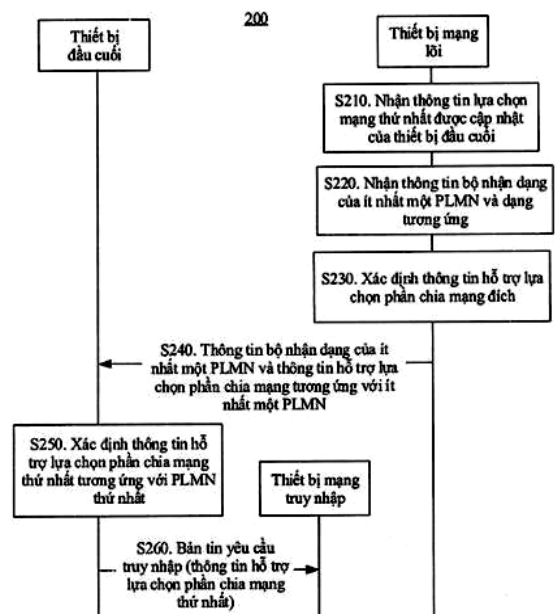 200
Thiết bị
đầu cuối
Thiết bị mạng
lõi
S210. Nhận thông tin lựa chọn
mạng thứ nhất được cập nhật
của thiết bị đầu cuối
S220. Nhận thông tin bộ nhận dạng
của ít nhất một PLMN và dạng
tương ứng
S230. Xác định thông tin hỗ trợ lựa
chọn phần chia mạng đích
S240. Thông tin bộ nhận dạng của ít
nhất một PLMN và thông tin hỗ trợ lựa
chọn phần chia mạng tương ứng với ít
nhất một PLMN
S250. Xác định thông tin hỗ
trợ lựa chọn phần chia mạng
thứ nhất tương ứng với PLMN
thứ nhất
Thiết bị mạng
truy nhập
S260. Bản tin yêu cầu
truy nhập (thông tin hỗ trợ
lựa chọn phần chia mạng
thứ nhất)